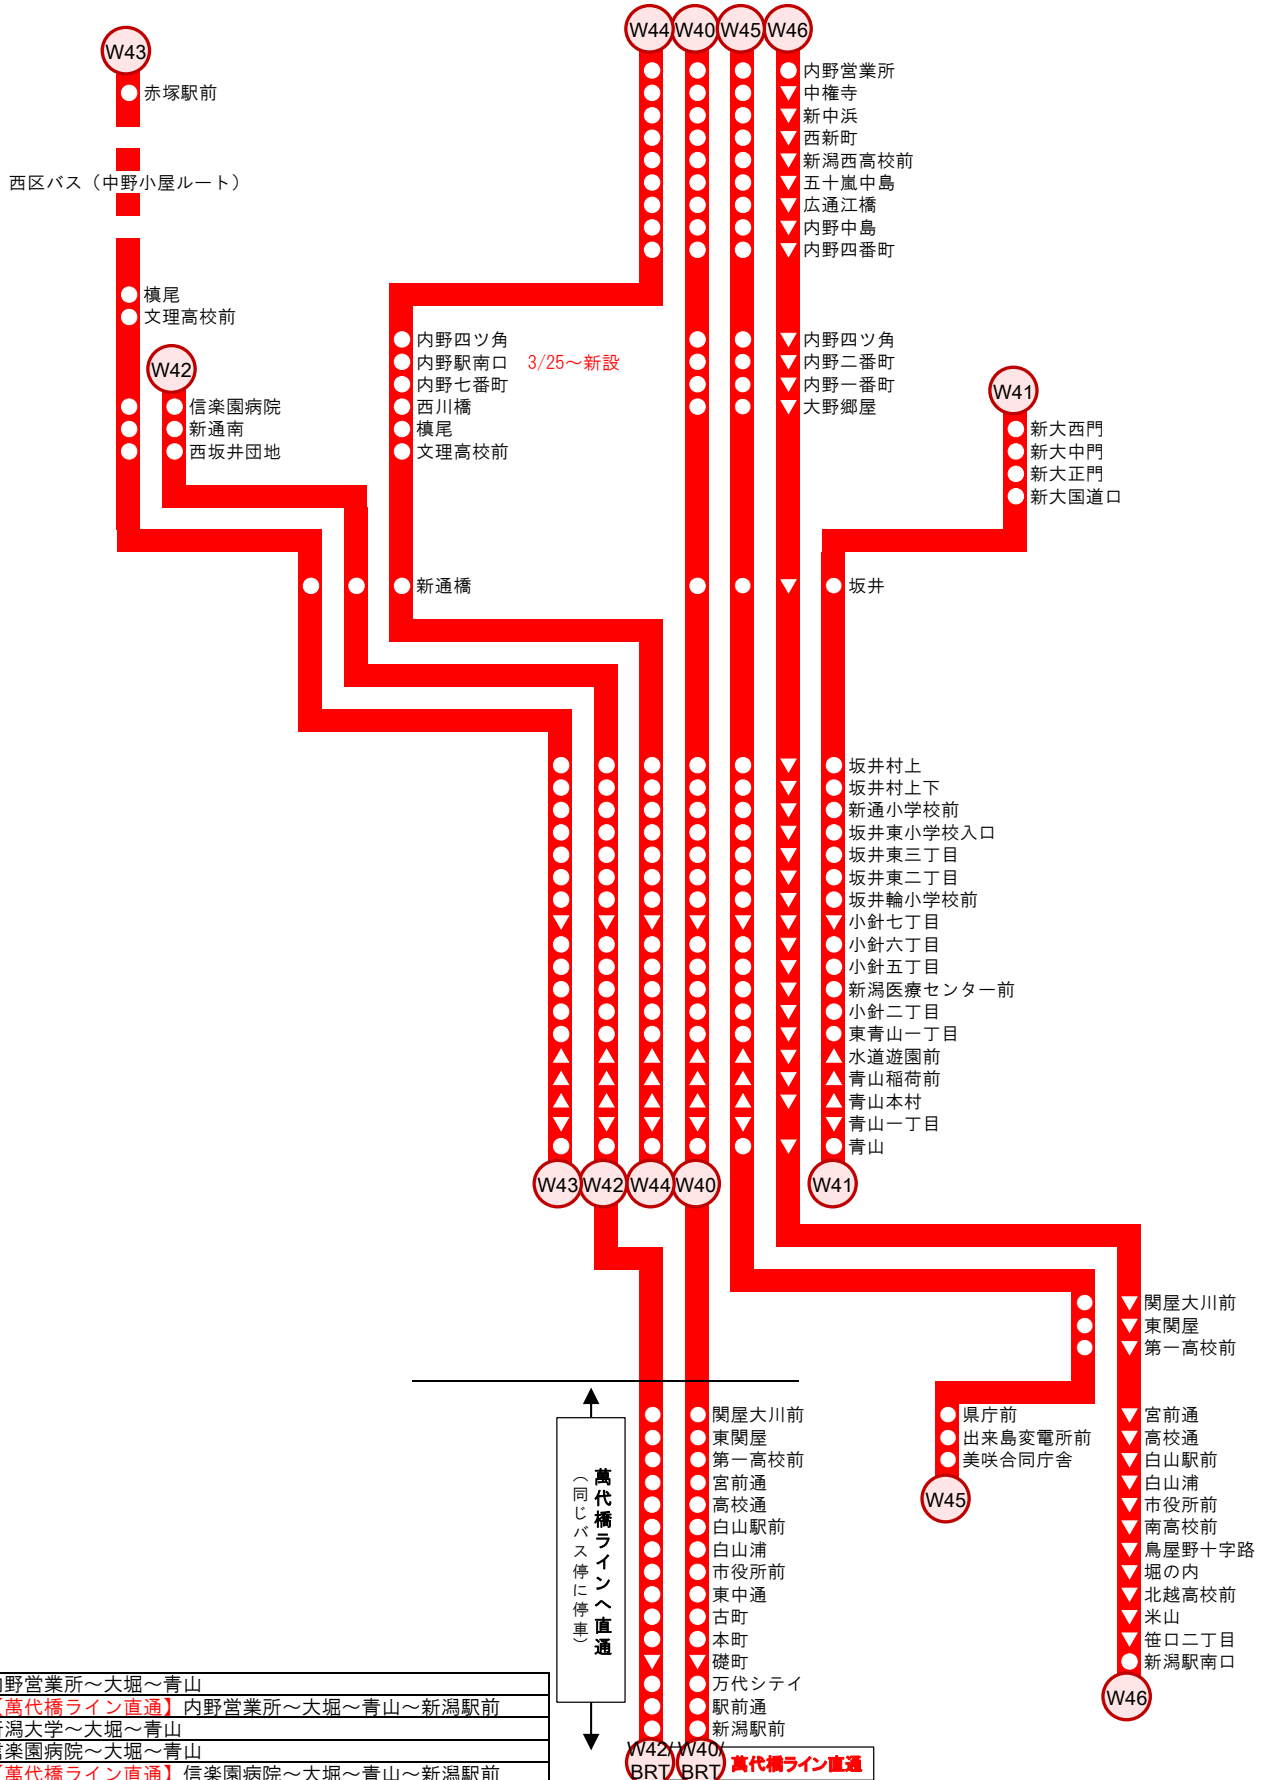 W43
W44
W40
W45
W46
赤塚駅前
西区バス（中野小屋ルート）
槙尾
文理高校前
W42
信楽園病院
新通南
西坂井団地
内野営業所
中権寺
新中浜
西新町
新潟西高校前
五十嵐中島
広通江橋
内野中島
内野四番町
内野四ツ角
内野駅南口 3/25～新設
内野七番町
西川橋
槙尾
文理高校前
新通橋
内野四ツ角
内野二番町
内野一番町
大野郷屋
W41
新大西門
新大中門
新大正門
新大国道口
坂井
坂井村上
坂井村上下
新通小学校前
坂井東小学校入口
坂井東三丁目
坂井東二丁目
坂井輪小学校前
小針七丁目
小針六丁目
小針五丁目
新潟医療センター前
小針二丁目
東青山一丁目
水道遊園前
青山稲荷前
青山本村
青山一丁目
青山
W43
W42
W44
W40
W41
関屋大川前
東関屋
第一高校前
県庁前
出来島変電所前
美咲合同庁舎
W45
宮前通
高校通
白山駅前
白山浦
市役所前
南高校前
鳥屋野十字路
堀の内
北越高校前
米山
笹口二丁目
新潟駅南口
W46
萬代橋ラインへ直通
（同じバス停に停車）
関屋大川前
東関屋
第一高校前
宮前通
高校通
白山駅前
白山浦
市役所前
東中通
古町
本町
礎町
万代シテイ
駅前通
新潟駅前
W42/
BRT
W40/
BRT
萬代橋ライン直通
内野営業所～大堀～青山
【萬代橋ライン直通】内野営業所～大堀～青山～新潟駅前
新潟大学～大堀～青山
信楽園病院～大堀～青山
【萬代橋ライン直通】信楽園病院～大堀～青山～新潟駅前